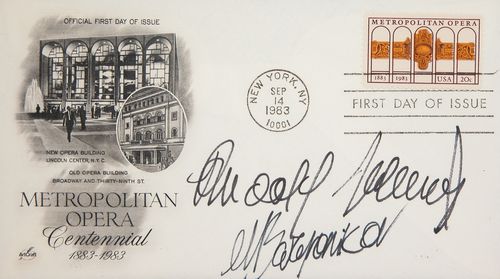 OFFICIAL FIRST DAY OF ISSUE
NEW OPERA BUILDING
LINCOLN CENTER, N.Y.C.
OLD OPERA BUILDING
BROADWAY AND THIRTY-NINTH ST.
METROPOLITAN
OPERA
Centennial
1883-1983
ArtCraft
NEW YORK, NY
SEP
14
1983
10001
METROPOLITAN OPERA
1883 1983 USA 20c
FIRST DAY OF ISSUE